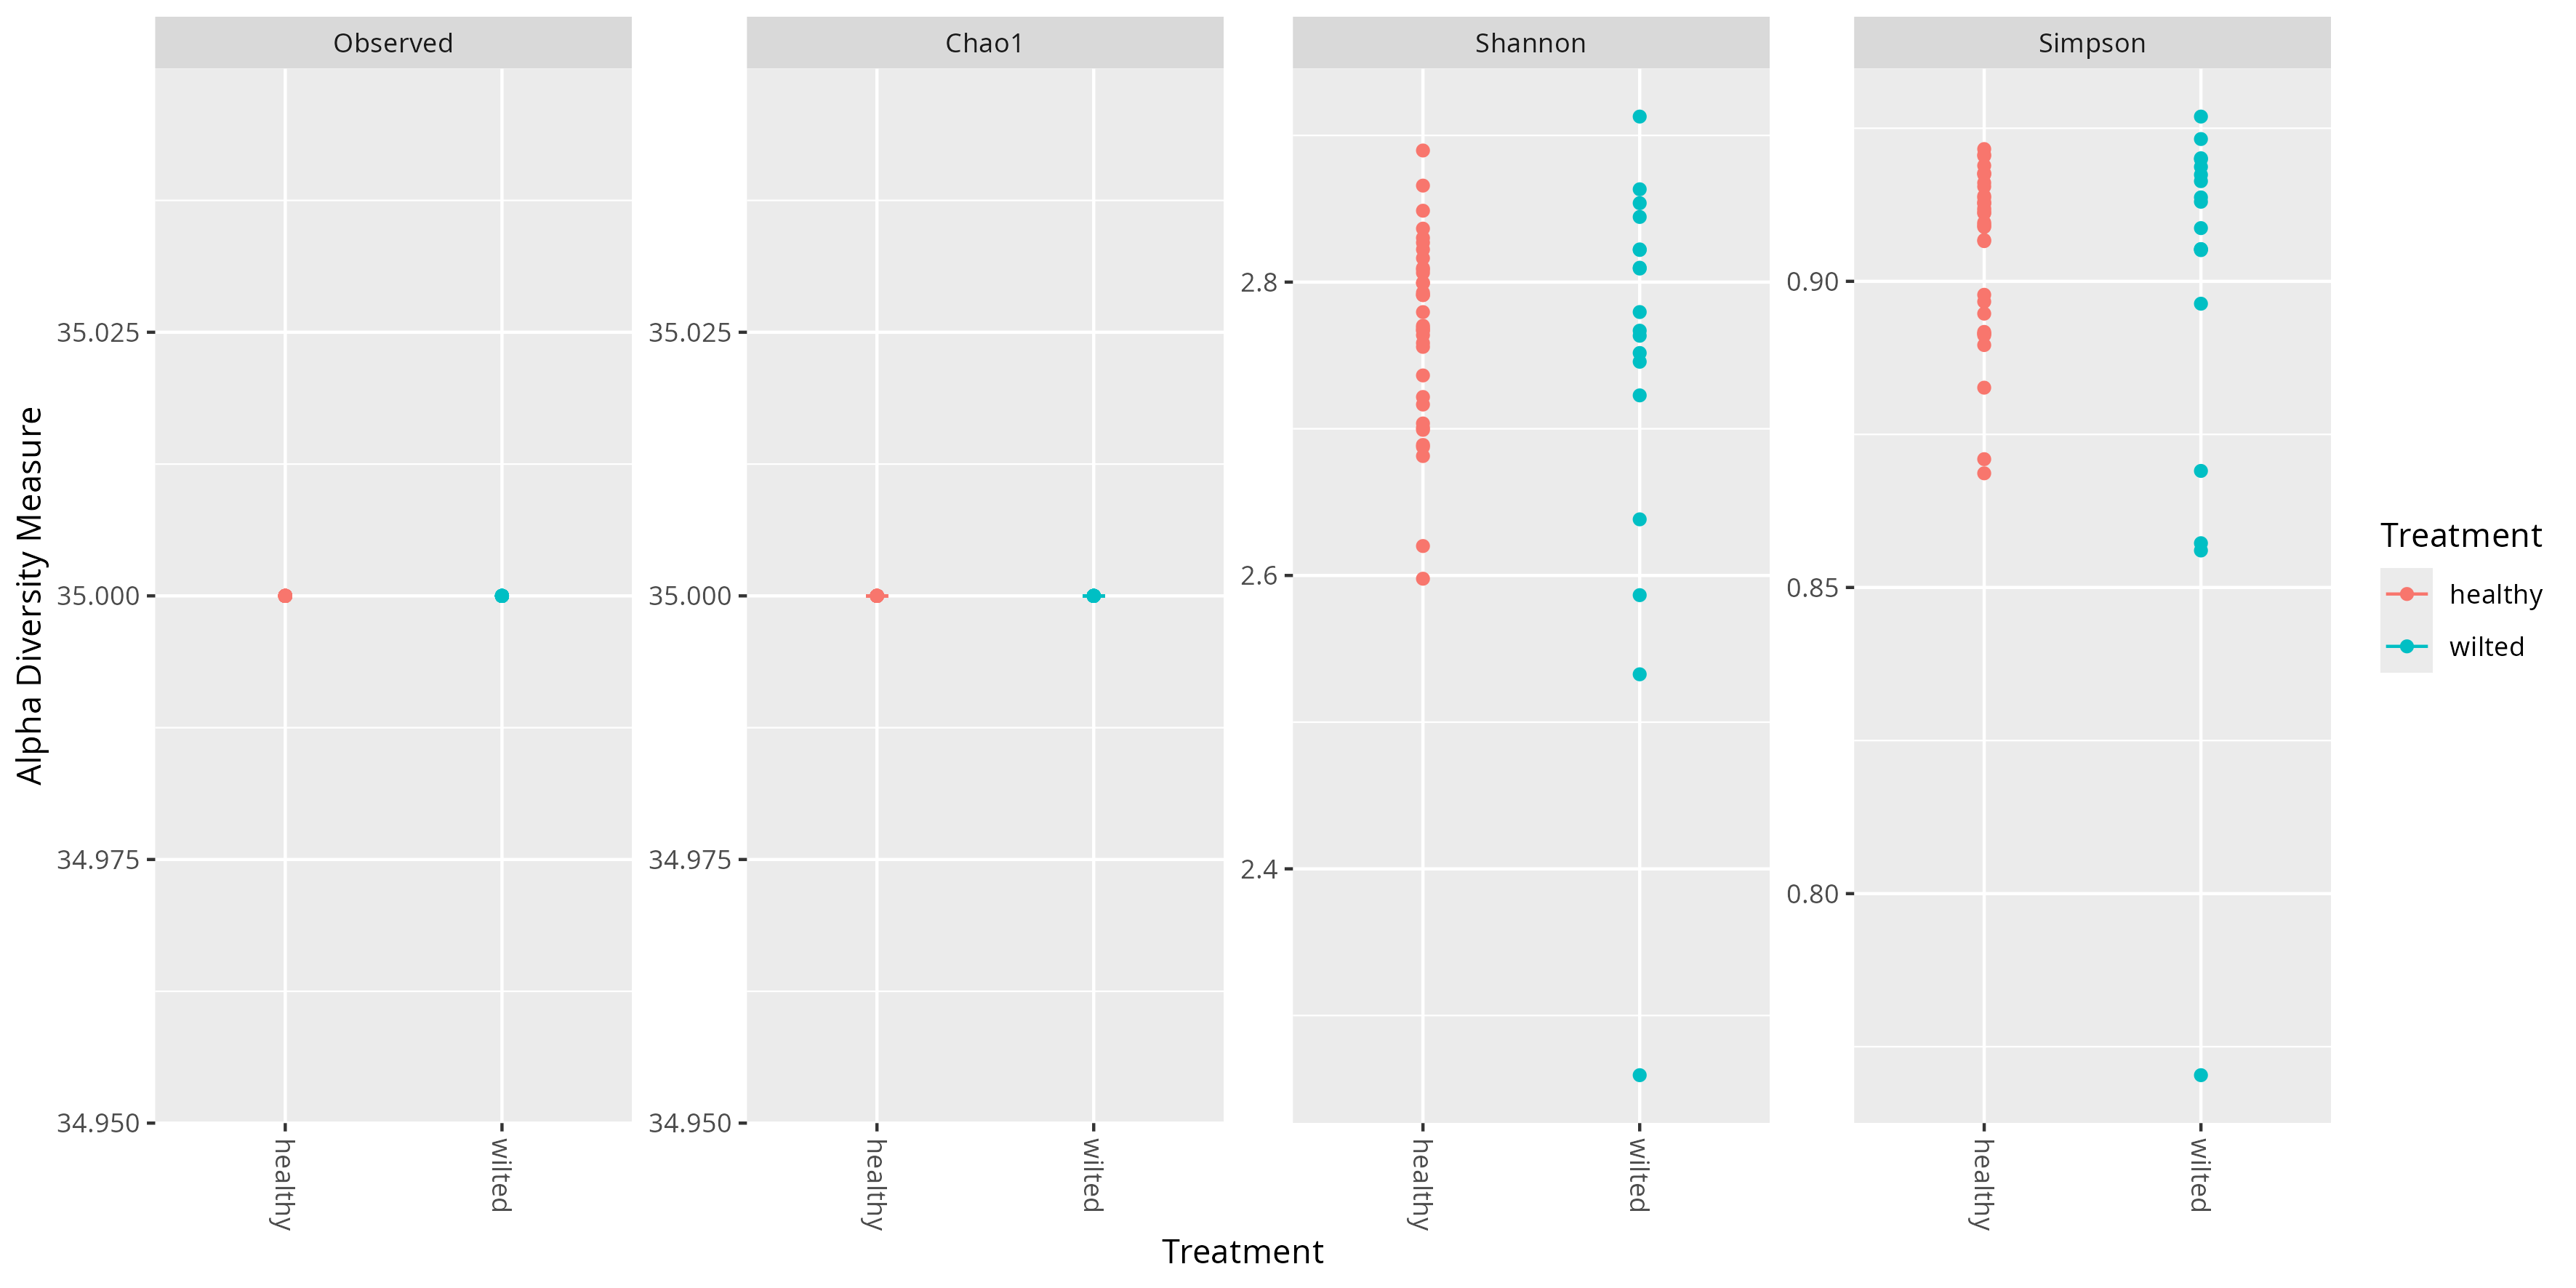 Observed
Chao1
Shannon
Simpson
Alpha Diversity Measure
35.025
35.000
34.975
34.950
35.025
35.000
34.975
34.950
2.8
2.6
2.4
0.90
0.85
0.80
healthy
wilted
healthy
wilted
healthy
wilted
healthy
wilted
Treatment
Treatment
healthy
wilted